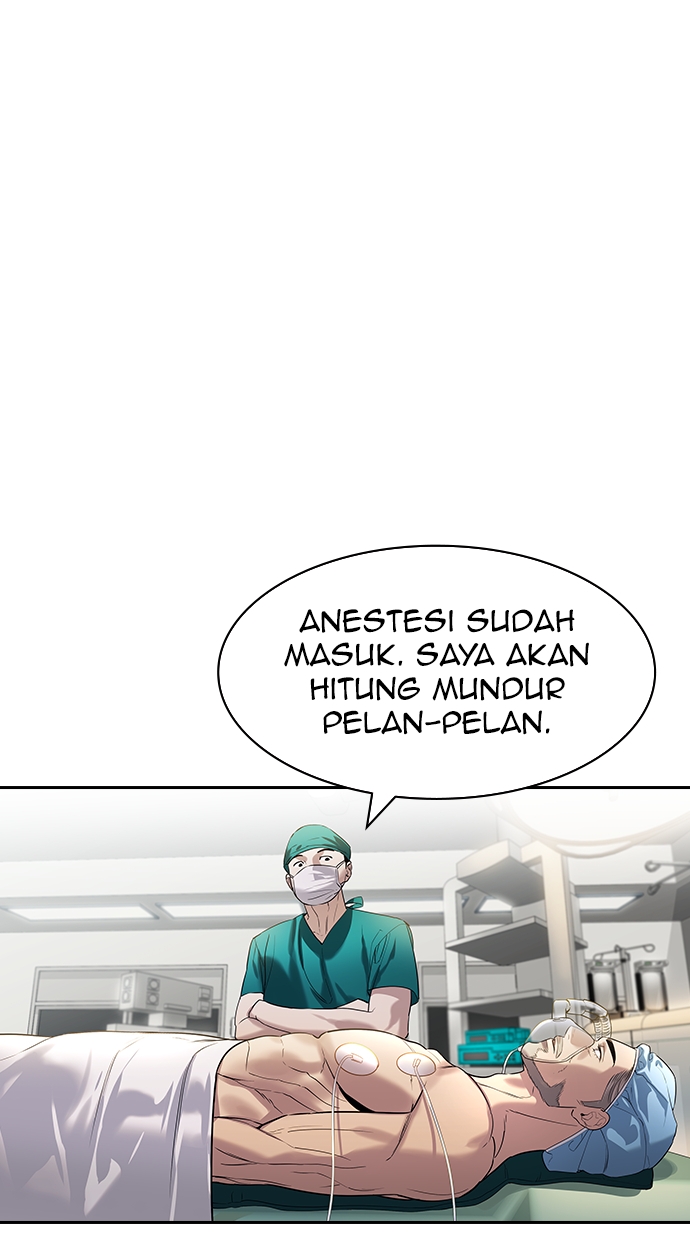 ANESTESI SUDAH
MASUK. SAYA AKAN
HITUNG MUNDUR
PELAN-PELAN.